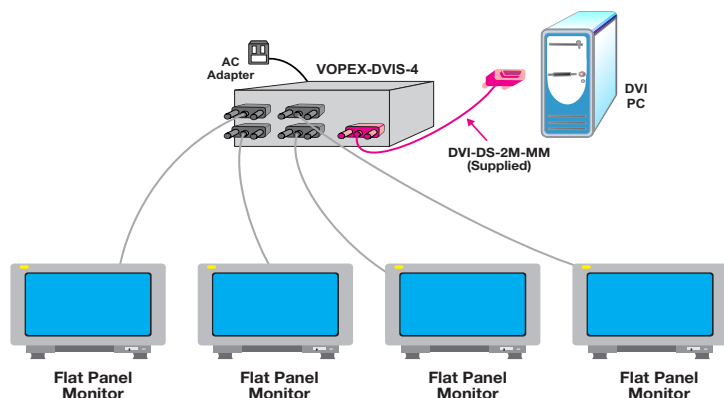 AC
Adapter
VOPEX-DVIS-4
DVI
PC
DVI-DS-2M-MM
(Supplied)
Flat Panel
Monitor
Flat Panel
Monitor
Flat Panel
Monitor
Flat Panel
Monitor